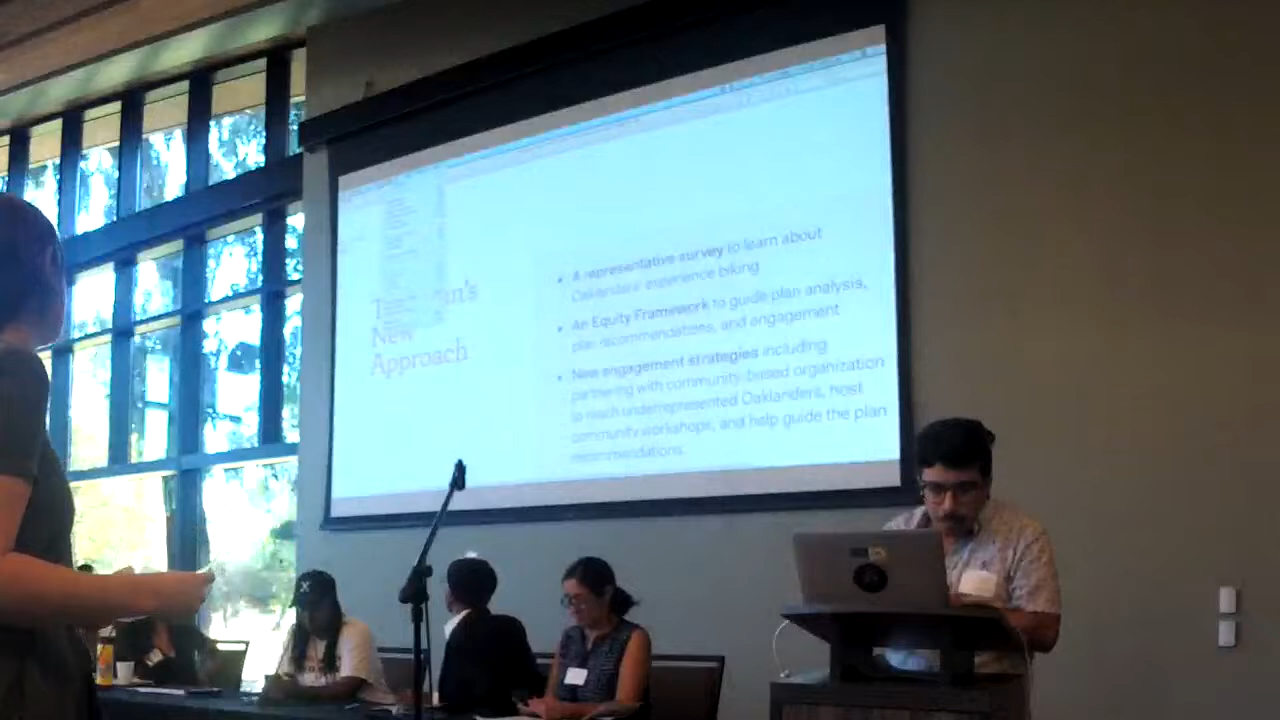 New
Approach
A representative survey to learn about
Oaklanders' experience biking
An Equity Framework to guide plan analysis,
plan recommendations, and engagement
New engagement strategies including
partnering with community-based organization
to reach underrepresented Oaklanders, host
community workshops, and help guide the plan
recommendations.